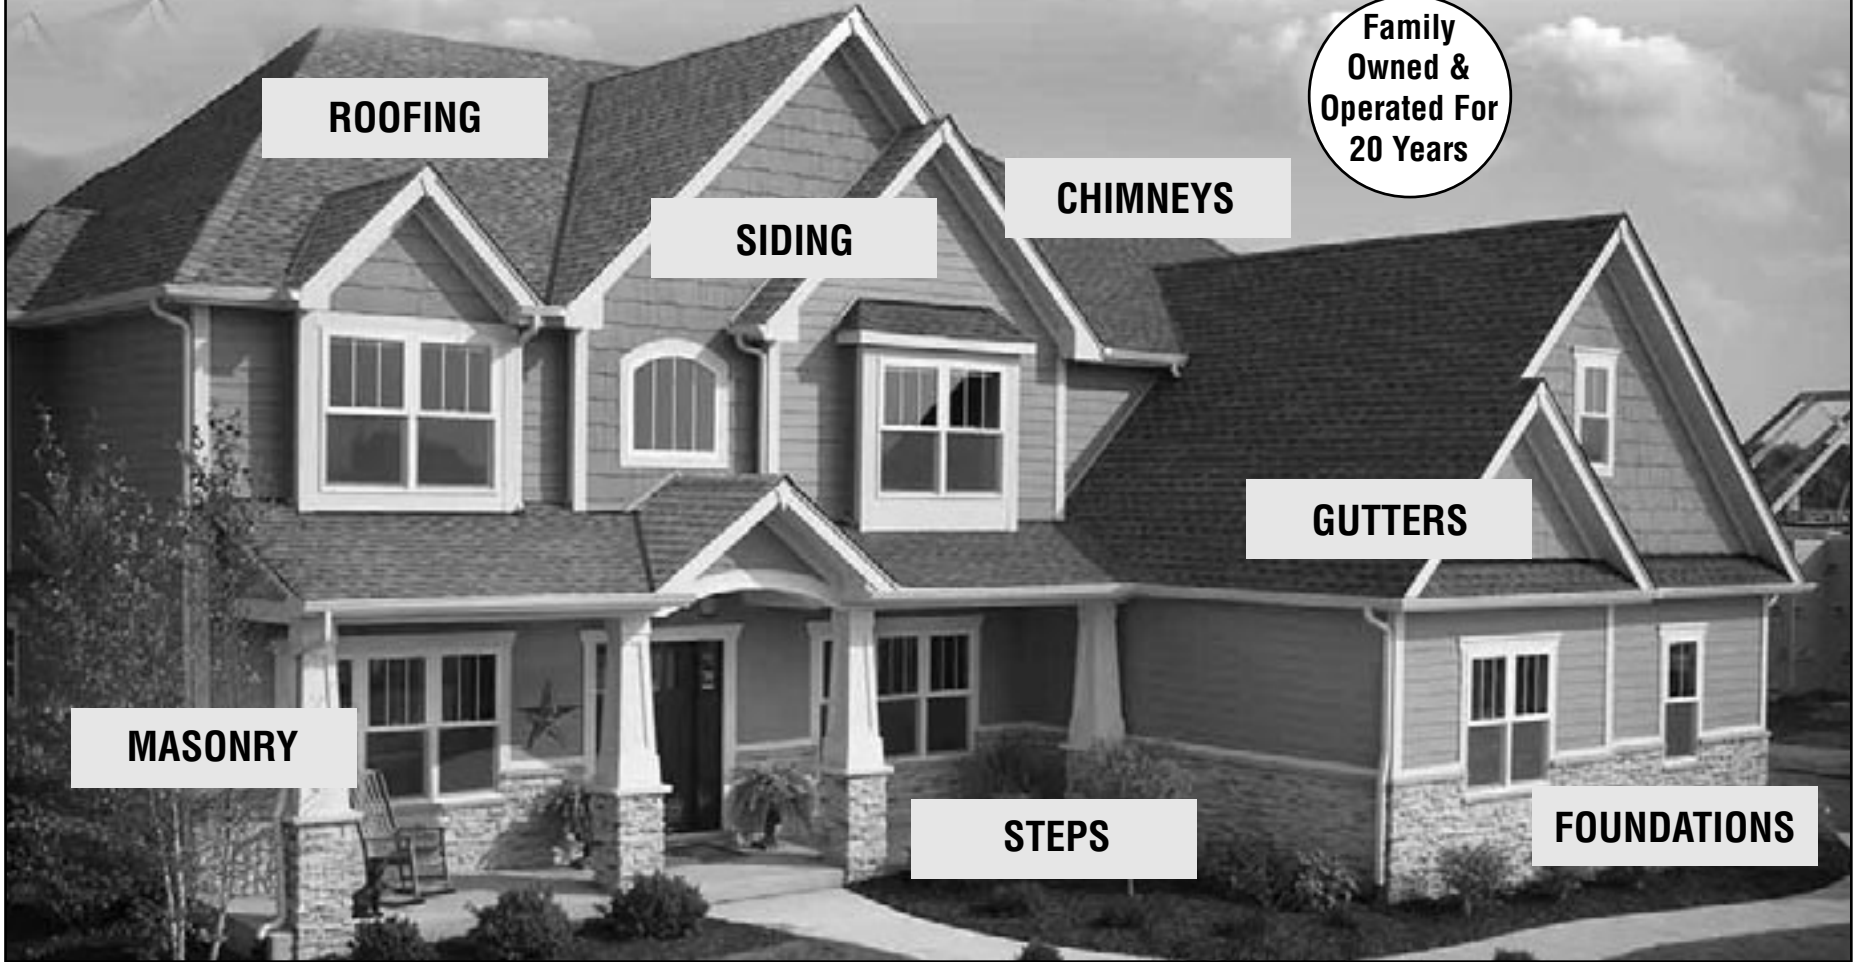 Family
Owned &
Operated For
20 Years
ROOFING
CHIMNEYS
SIDING
GUTTERS
MASONRY
STEPS
FOUNDATIONS